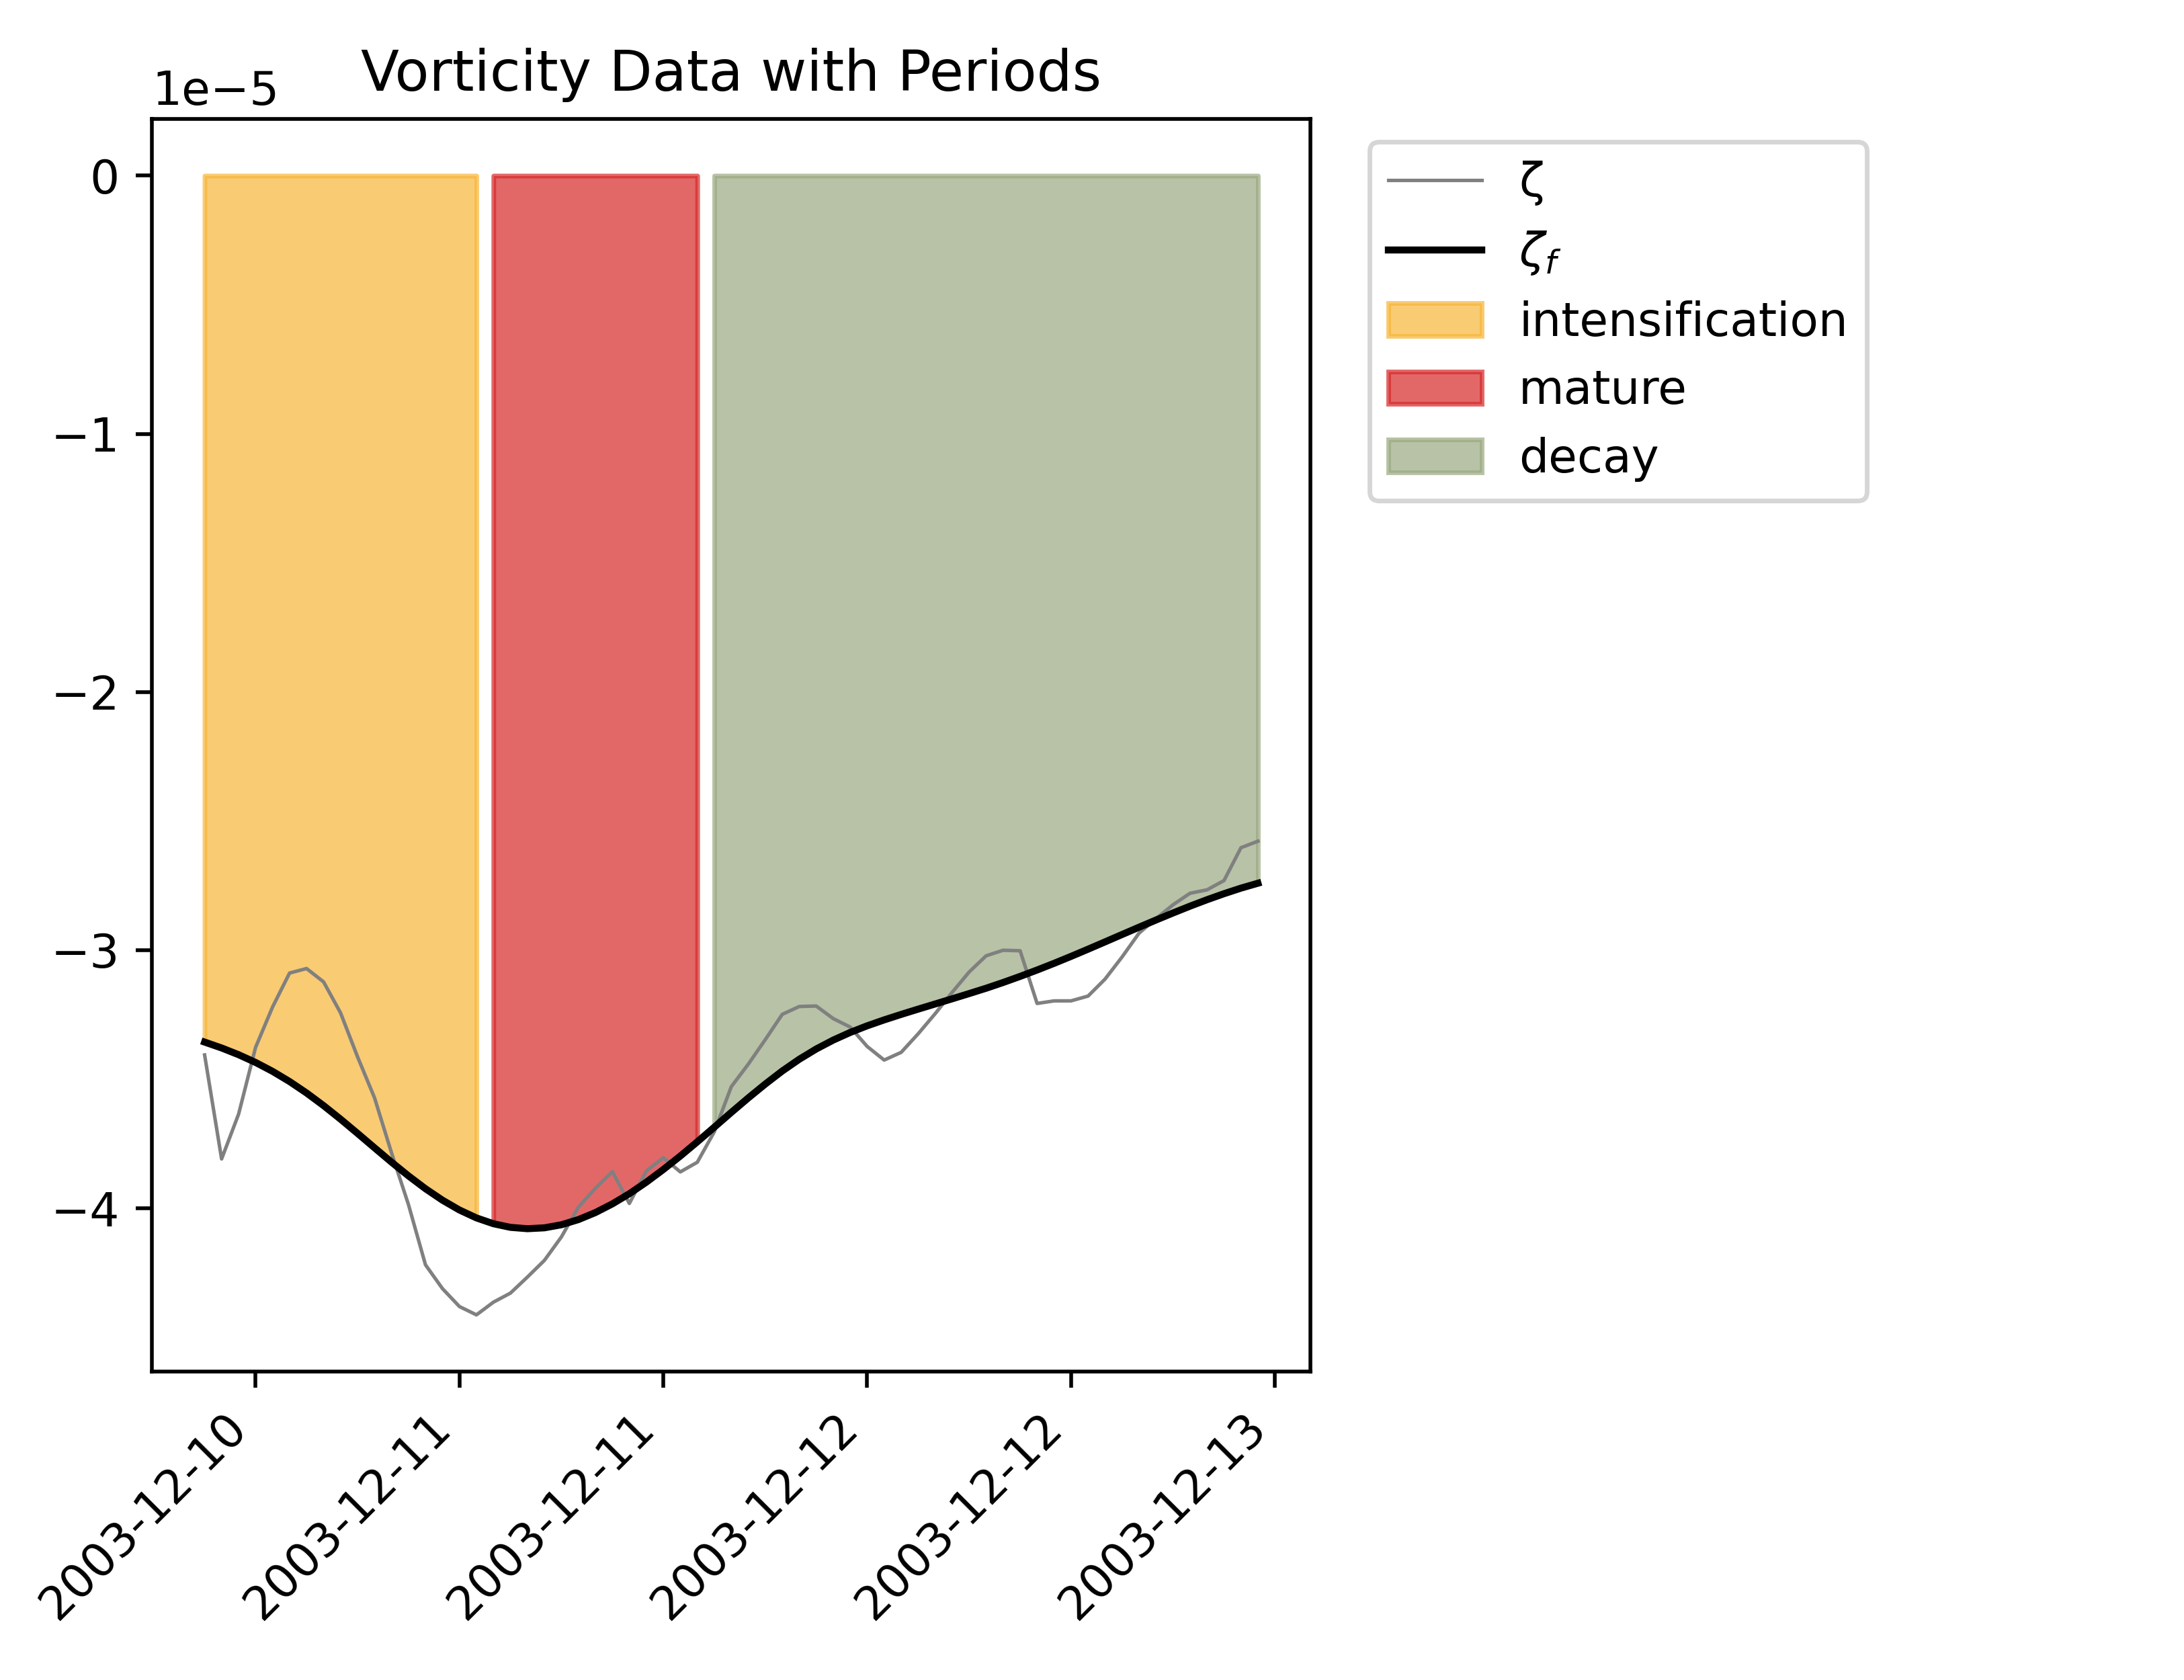 Vorticity Data with Periods
1e−5
0
−1
−2
−3
−4
2003-12-10
2003-12-11
2003-12-11
2003-12-12
2003-12-12
2003-12-13
ζ
ζf
intensification
mature
decay